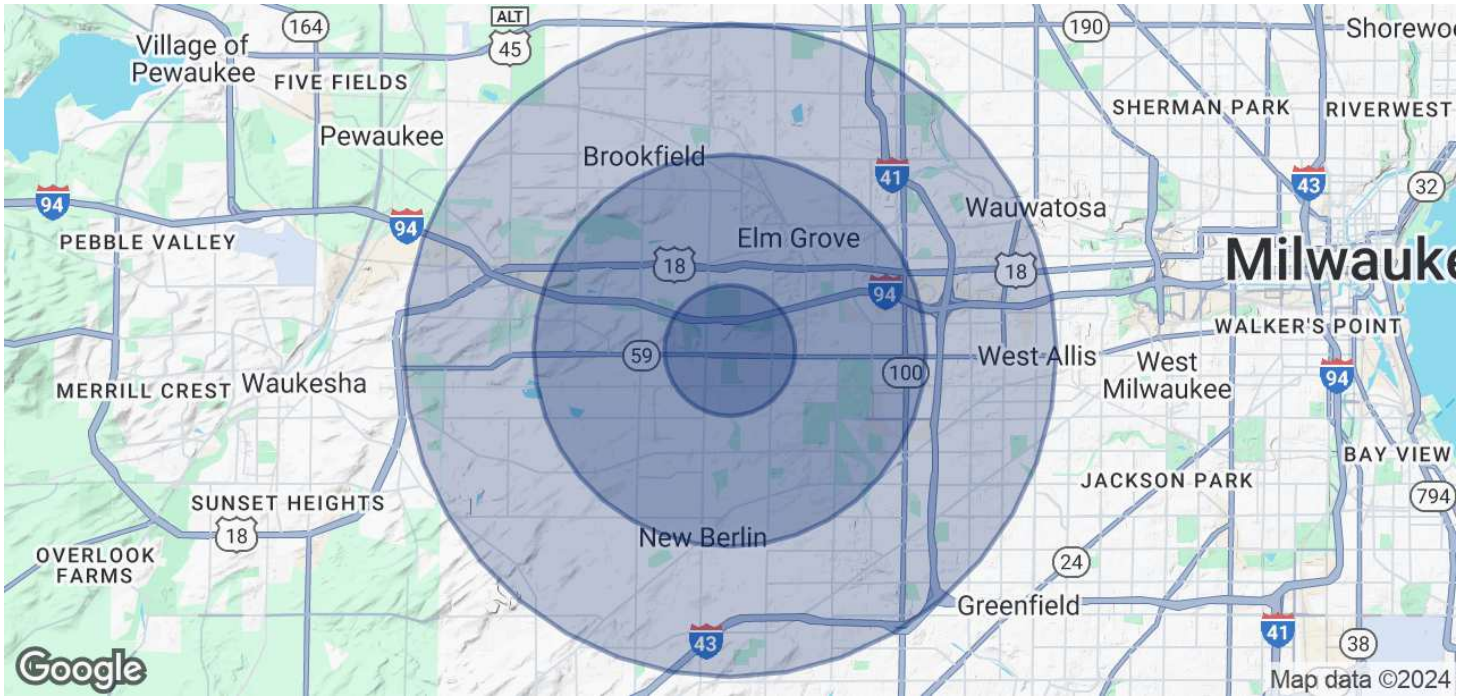 ALT
164
190
Shorewoo
45
Village of
Pewaukee
FIVE FIELDS
SHERMAN PARK
RIVERWEST
Pewaukee
Brookfield
41
43
32
94
Wauwatosa
94
PEBBLE VALLEY
Elm Grove
18
18
Milwauke
94
WALKER'S POINT
59
West Allis
West
Milwaukee
100
94
MERRILL CREST
Waukesha
BAY VIEW
JACKSON PARK
SUNSET HEIGHTS
794
18
New Berlin
OVERLOOK
FARMS
24
Greenfield
43
41
38
Google
Map data ©2024